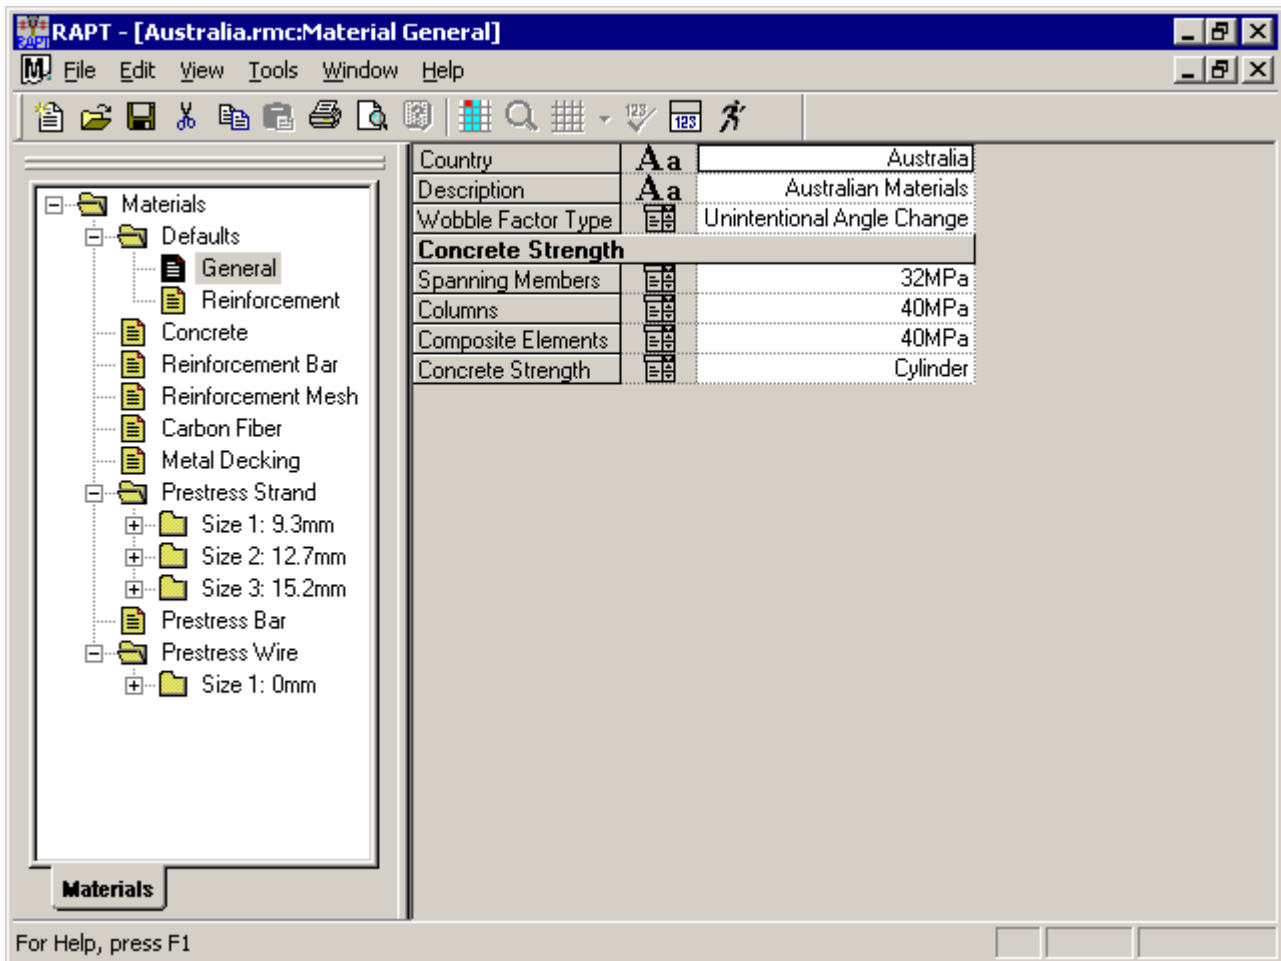 RAPT - [Australia.rmc:Material General]
File Edit View Tools Window Help
Materials
Defaults
General
Reinforcement
Concrete
Reinforcement Bar
Reinforcement Mesh
Carbon Fiber
Metal Decking
Prestress Strand
Size 1: 9.3mm
Size 2: 12.7mm
Size 3: 15.2mm
Prestress Bar
Prestress Wire
Size 1: 0mm
Materials
Country Aa Australia
Description Aa Australian Materials
Wobble Factor Type Unintentional Angle Change
Concrete Strength
Spanning Members 32MPa
Columns 40MPa
Composite Elements 40MPa
Concrete Strength Cylinder
For Help, press F1